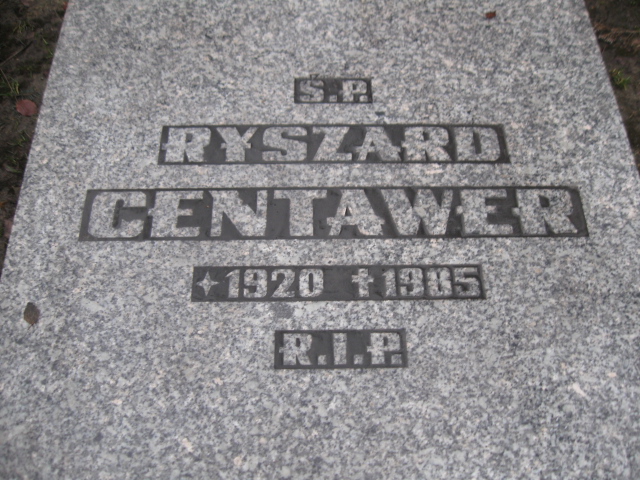 Ś.P.
RYSZARD
CENTAWER
✦1920 †1985
R.I.P.